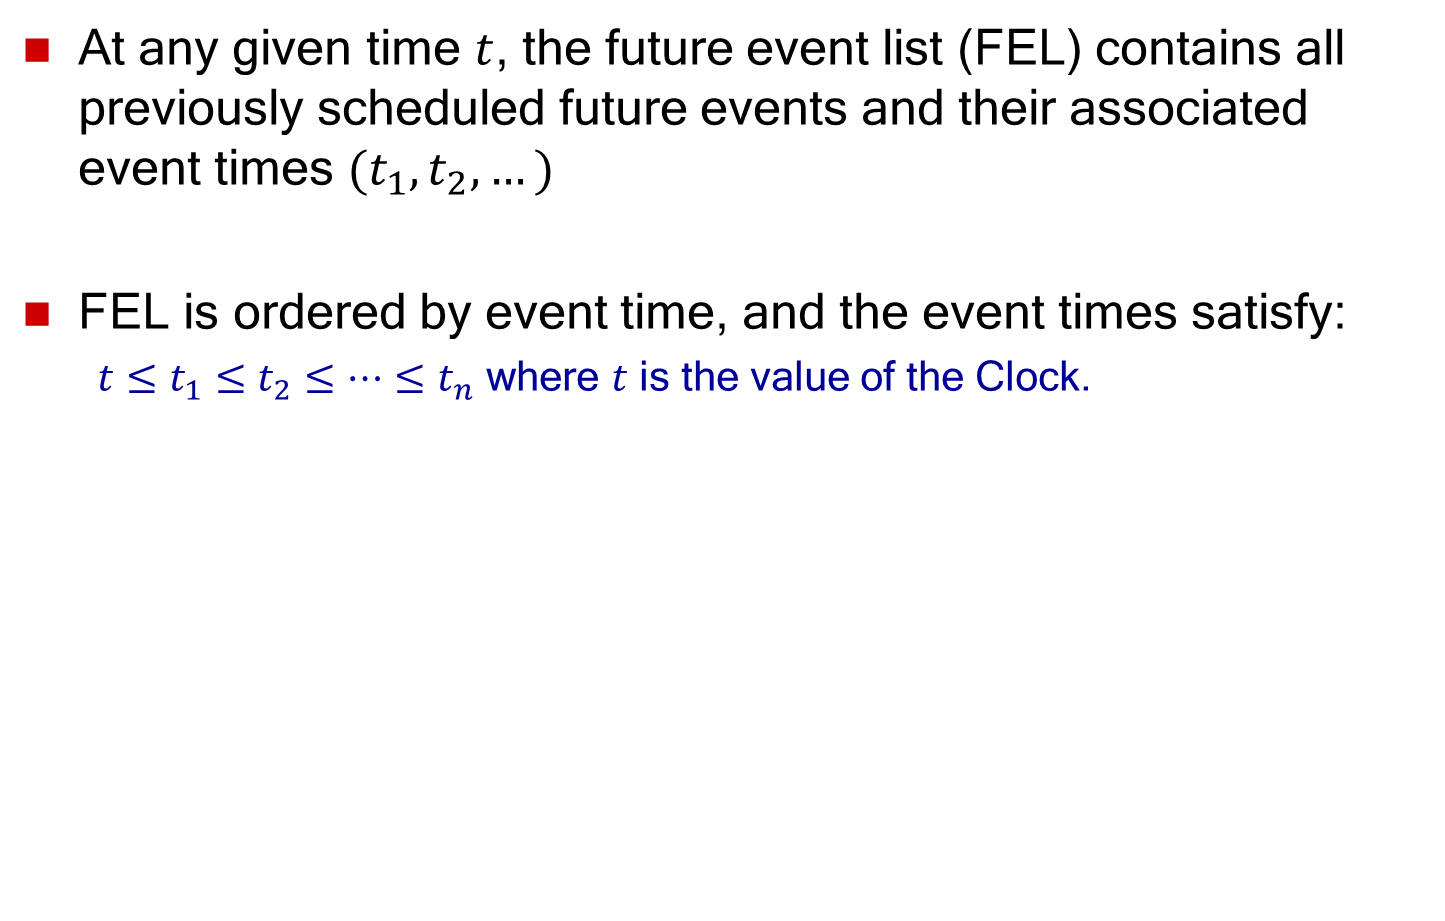 At any given time 𝑡, the future event list (FEL) contains all
previously scheduled future events and their associated
event times (𝑡₁, 𝑡₂, … )
FEL is ordered by event time, and the event times satisfy:
𝑡 ≤ 𝑡₁ ≤ 𝑡₂ ≤ ⋯ ≤ 𝑡ₙ where 𝑡 is the value of the Clock.